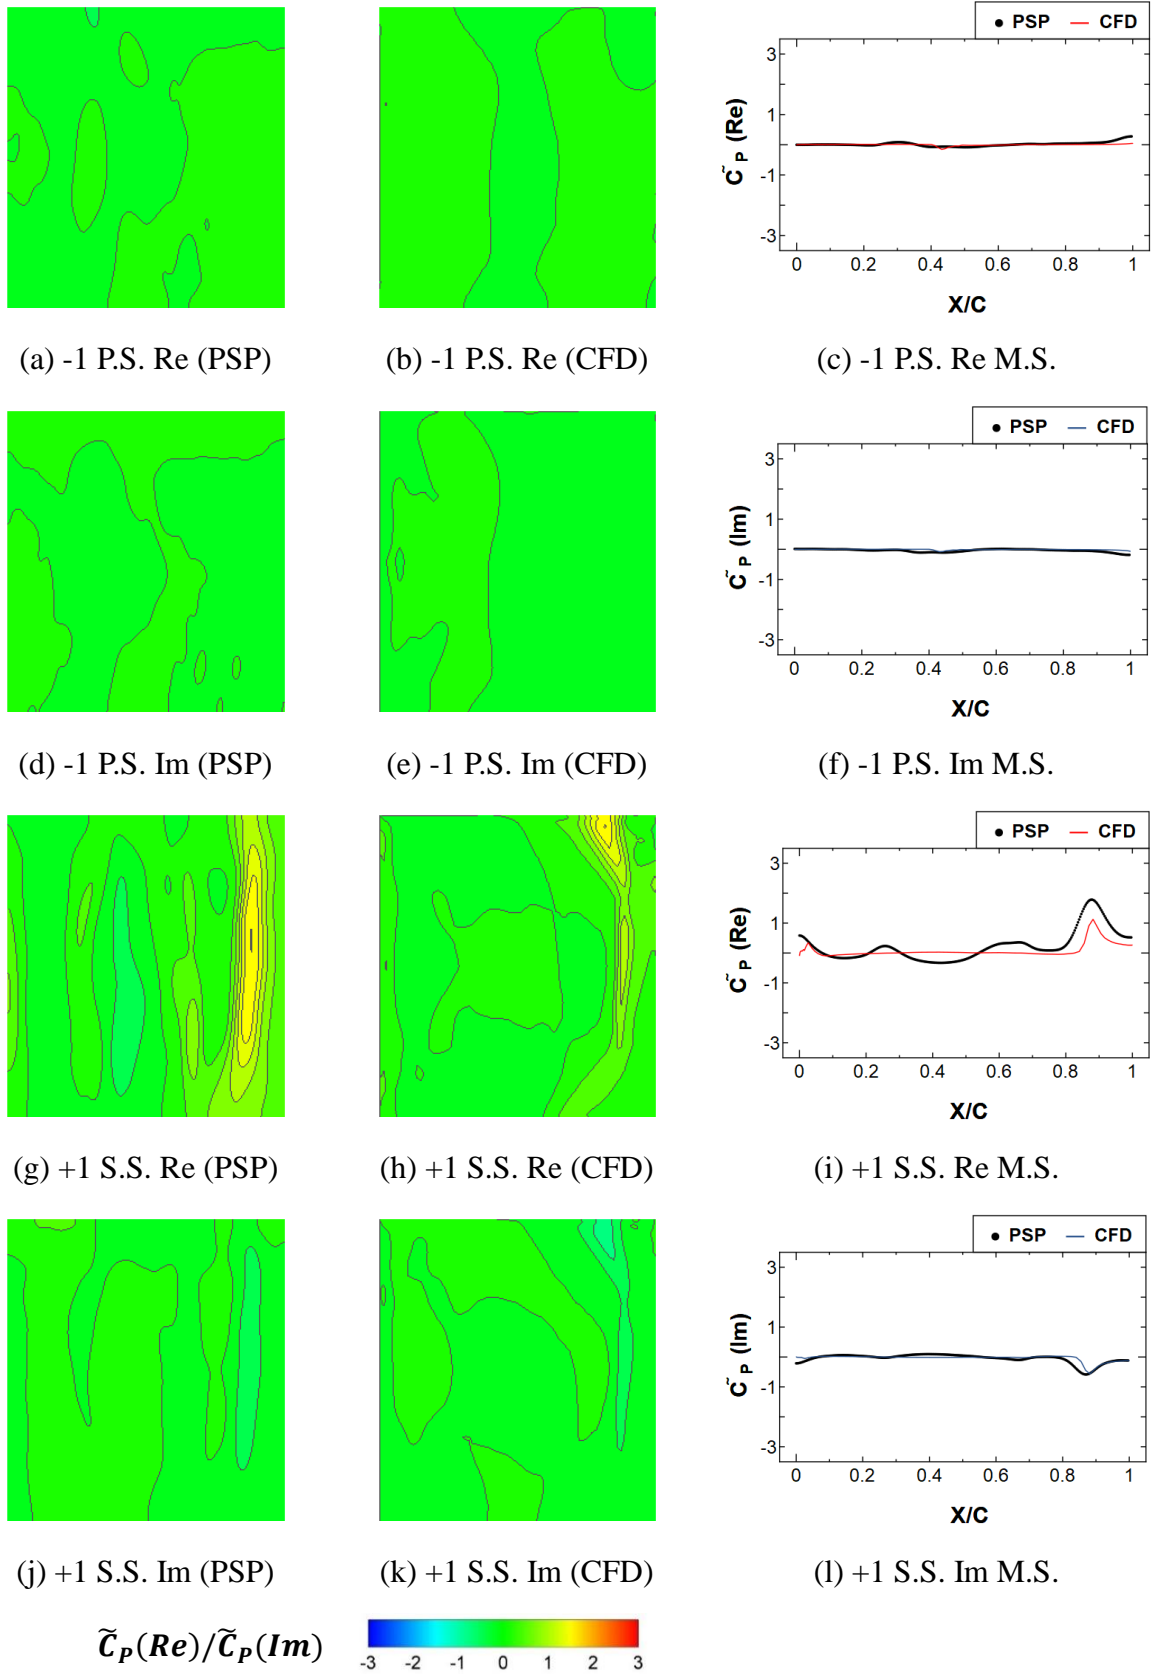 PSP CFD
C̃P (Re)
3
1
-1
-3
0 0.2 0.4 0.6 0.8 1
X/C
(a) -1 P.S. Re (PSP)
(b) -1 P.S. Re (CFD)
(c) -1 P.S. Re M.S.
PSP CFD
C̃P (Im)
3
1
-1
-3
0 0.2 0.4 0.6 0.8 1
X/C
(d) -1 P.S. Im (PSP)
(e) -1 P.S. Im (CFD)
(f) -1 P.S. Im M.S.
PSP CFD
C̃P (Re)
3
1
-1
-3
0 0.2 0.4 0.6 0.8 1
X/C
(g) +1 S.S. Re (PSP)
(h) +1 S.S. Re (CFD)
(i) +1 S.S. Re M.S.
PSP CFD
C̃P (Im)
3
1
-1
-3
0 0.2 0.4 0.6 0.8 1
X/C
(j) +1 S.S. Im (PSP)
(k) +1 S.S. Im (CFD)
(l) +1 S.S. Im M.S.
C̃P(Re)/C̃P(Im)
-3 -2 -1 0 1 2 3